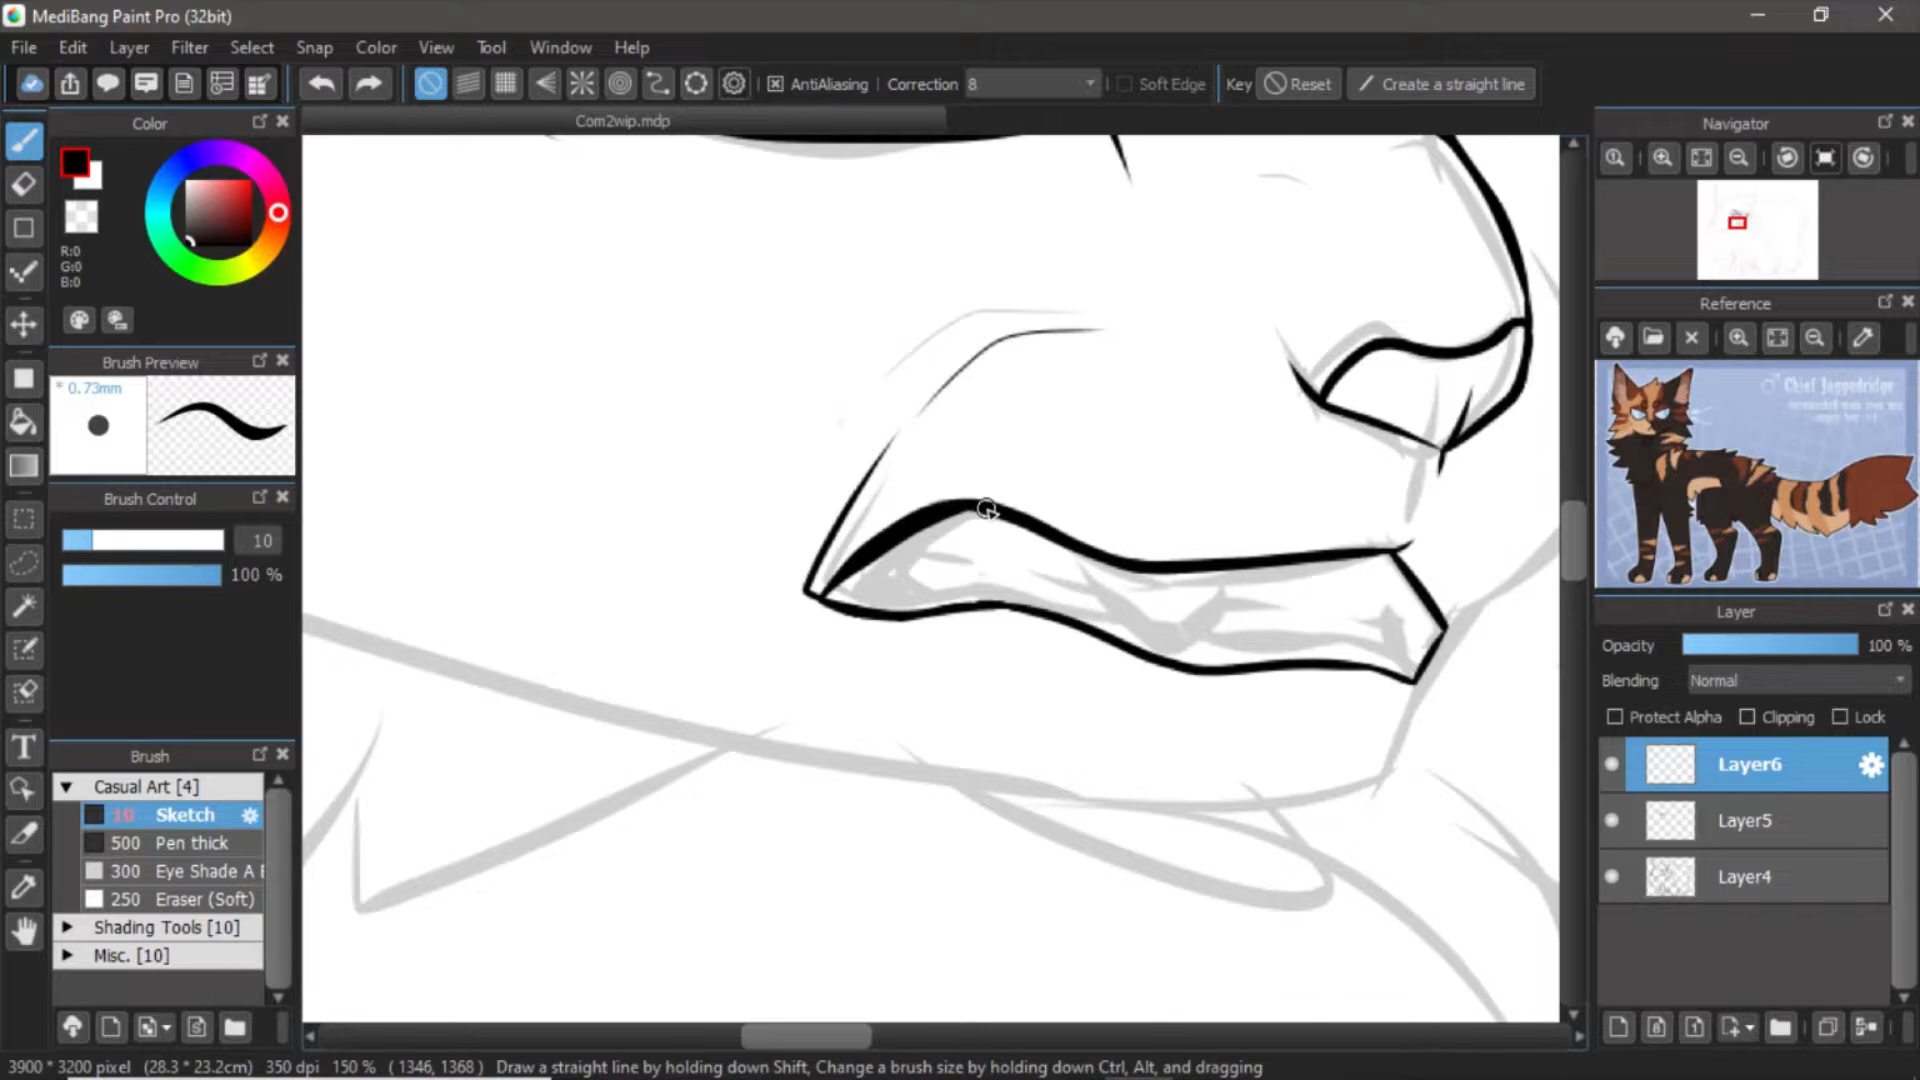 MediBang Paint Pro (32bit)
File Edit Layer Filter Select Snap Color View Tool Window Help
AntiAliasing Correction 8 Soft Edge Key Reset Create a straight line
Com2wip.mdp
Color
R:0
G:0
B:0
Brush Preview
* 0.73mm
Brush Control
10
100 %
Brush
Casual Art [4]
10 Sketch
500 Pen thick
300 Eye Shade A
250 Eraser (Soft)
Shading Tools [10]
Misc. [10]
Navigator
Reference
Chief Jaggedridge
Layer
Opacity 100 %
Blending Normal
Protect Alpha Clipping Lock
Layer6
Layer5
Layer4
3900 * 3200 pixel (28.3 * 23.2cm) 350 dpi 150 % ( 1346, 1368 ) Draw a straight line by holding down Shift, Change a brush size by holding down Ctrl, Alt, and dragging